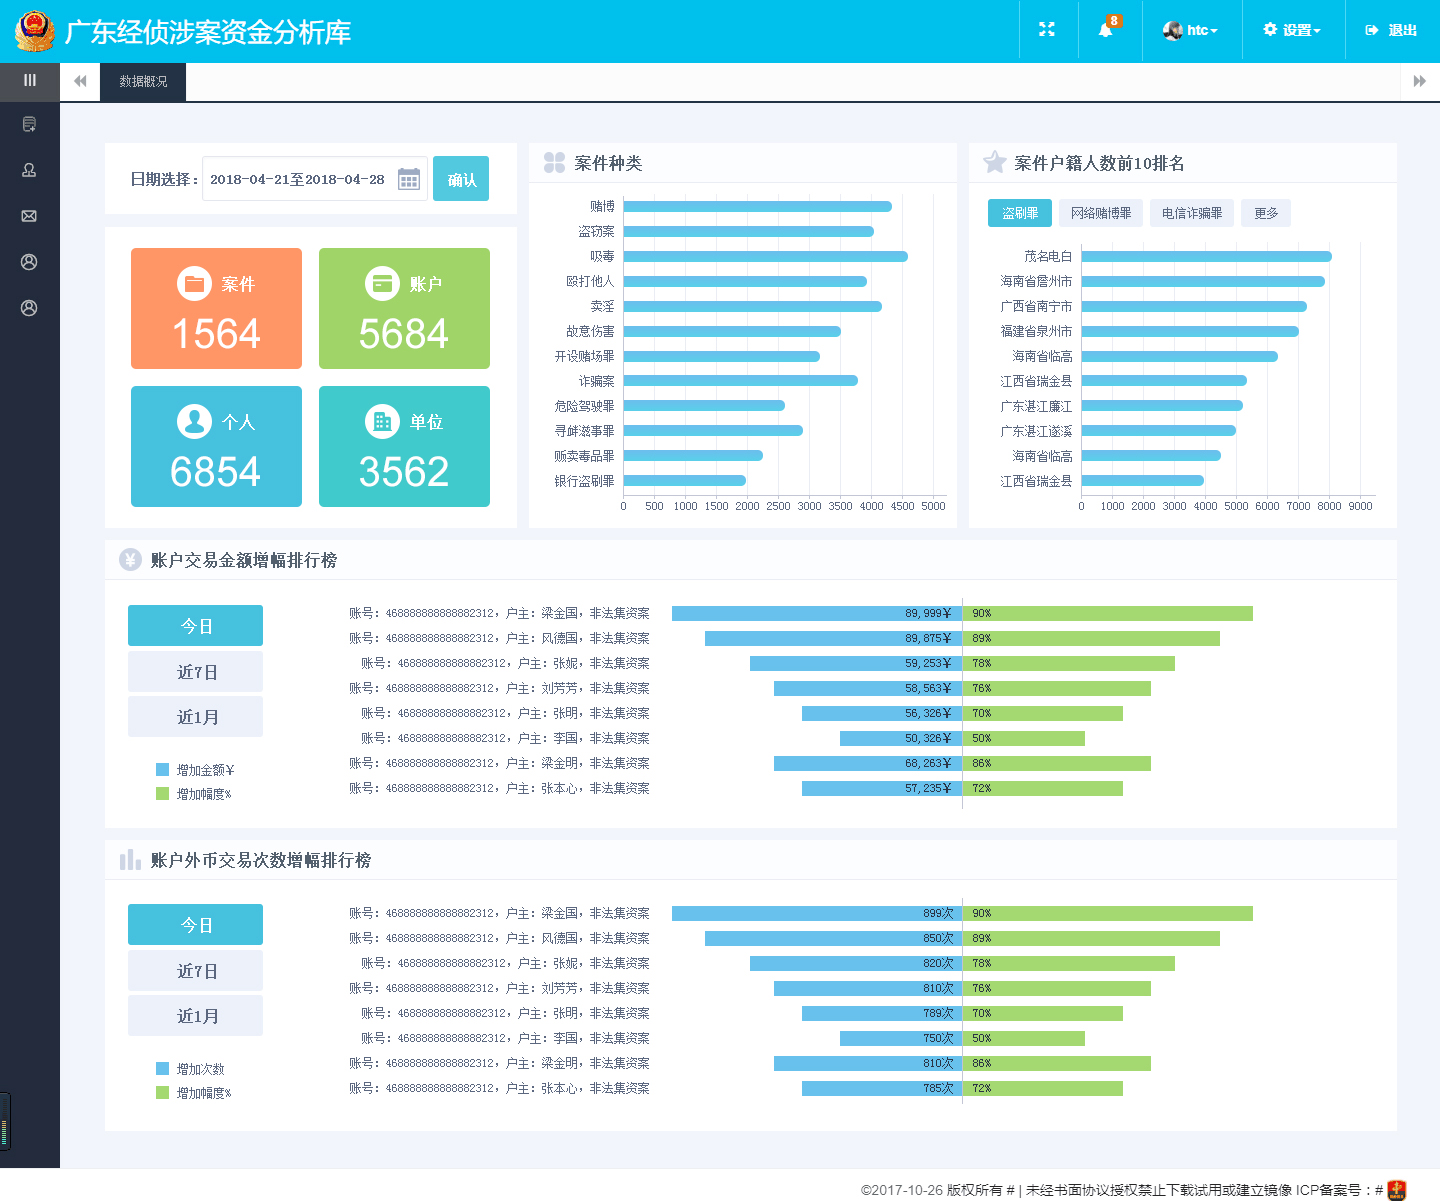 广东经侦涉案资金分析库
8
htc
设置
退出
数据概况
日期选择：
2018-04-21至2018-04-28
确认
案件
1564
账户
5684
个人
6854
单位
3562
案件种类
赌博
盗窃案
吸毒
殴打他人
卖淫
故意伤害
开设赌场罪
诈骗案
危险驾驶罪
寻衅滋事罪
贩卖毒品罪
银行盗刷罪
0 500 1000 1500 2000 2500 3000 3500 4000 4500 5000
案件户籍人数前10排名
盗刷罪 网络赌博罪 电信诈骗罪 更多
茂名电白
海南省儋州市
广西省南宁市
福建省泉州市
海南省临高
江西省瑞金县
广东湛江廉江
广东湛江遂溪
海南省临高
江西省瑞金县
0 1000 2000 3000 4000 5000 6000 7000 8000 9000
账户交易金额增幅排行榜
今日
近7日
近1月
增加金额¥
增加幅度%
账号：468888888888882312，户主：梁金国，非法集资案 89,999¥ 90%
账号：468888888888882312，户主：风德国，非法集资案 89,875¥ 89%
账号：468888888888882312，户主：张妮，非法集资案 59,253¥ 78%
账号：468888888888882312，户主：刘芳芳，非法集资案 58,563¥ 76%
账号：468888888888882312，户主：张明，非法集资案 56,326¥ 70%
账号：468888888888882312，户主：李国，非法集资案 50,326¥ 50%
账号：468888888888882312，户主：梁金明，非法集资案 68,263¥ 86%
账号：468888888888882312，户主：张本心，非法集资案 57,235¥ 72%
账户外币交易次数增幅排行榜
今日
近7日
近1月
增加次数
增加幅度%
账号：468888888888882312，户主：梁金国，非法集资案 899次 90%
账号：468888888888882312，户主：风德国，非法集资案 850次 89%
账号：468888888888882312，户主：张妮，非法集资案 820次 78%
账号：468888888888882312，户主：刘芳芳，非法集资案 810次 76%
账号：468888888888882312，户主：张明，非法集资案 789次 70%
账号：468888888888882312，户主：李国，非法集资案 750次 50%
账号：468888888888882312，户主：梁金明，非法集资案 810次 86%
账号：468888888888882312，户主：张本心，非法集资案 785次 72%
©2017-10-26 版权所有 # | 未经书面协议授权禁止下载试用或建立镜像 ICP备案号：#